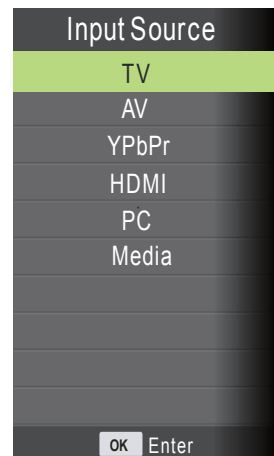 Input Source
TV
AV
YPbPr
HDMI
PC
Media
OK Enter